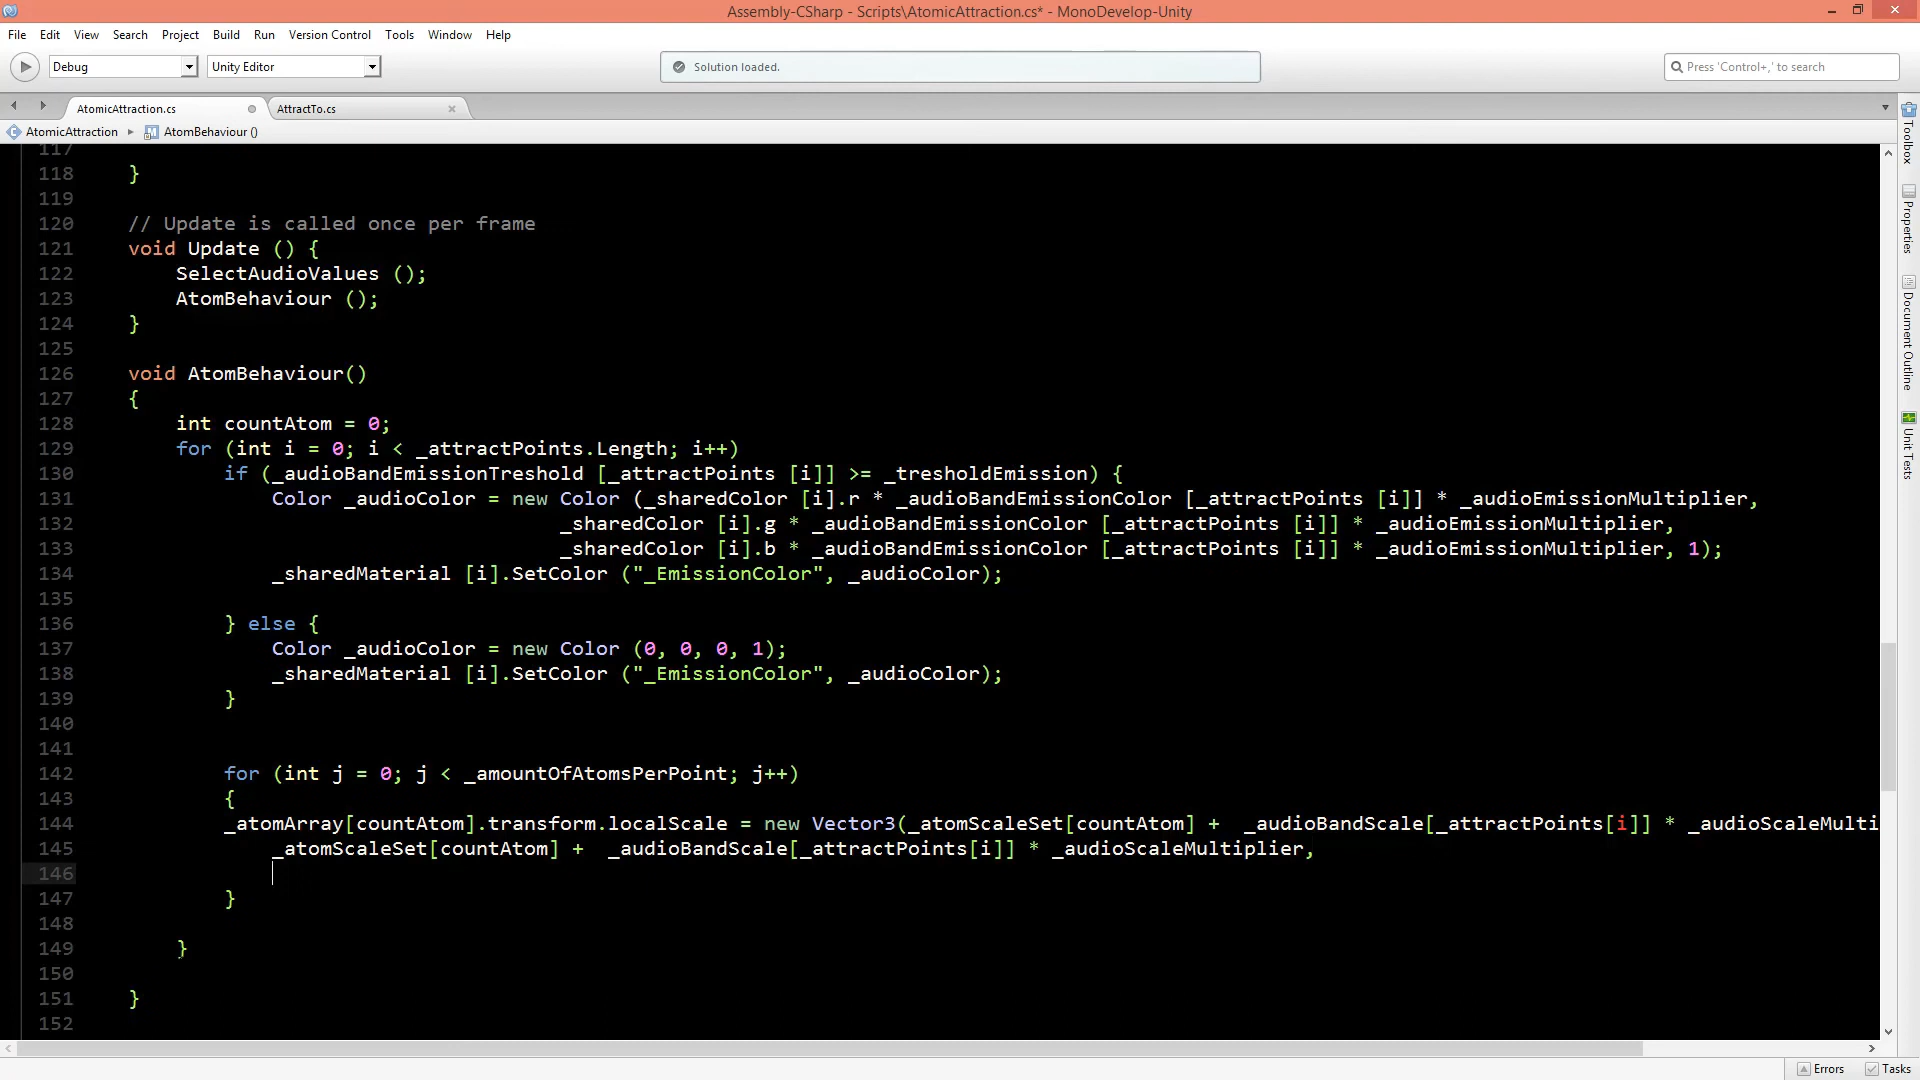 Assembly-CSharp - Scripts\AtomicAttraction.cs* - MonoDevelop-Unity
File Edit View Search Project Build Run Version Control Tools Window Help
Debug Unity Editor Solution loaded. Press 'Control+,' to search
AtomicAttraction.cs AttractTo.cs
AtomicAttraction ▸ AtomBehaviour ()
117
118 }
119
120 // Update is called once per frame
121 void Update () {
122 SelectAudioValues ();
123 AtomBehaviour ();
124 }
125
126 void AtomBehaviour()
127 {
128 int countAtom = 0;
129 for (int i = 0; i < _attractPoints.Length; i++)
130 if (_audioBandEmissionTreshold [_attractPoints [i]] >= _tresholdEmission) {
131 Color _audioColor = new Color (_sharedColor [i].r * _audioBandEmissionColor [_attractPoints [i]] * _audioEmissionMultiplier,
132 _sharedColor [i].g * _audioBandEmissionColor [_attractPoints [i]] * _audioEmissionMultiplier,
133 _sharedColor [i].b * _audioBandEmissionColor [_attractPoints [i]] * _audioEmissionMultiplier, 1);
134 _sharedMaterial [i].SetColor ("_EmissionColor", _audioColor);
135
136 } else {
137 Color _audioColor = new Color (0, 0, 0, 1);
138 _sharedMaterial [i].SetColor ("_EmissionColor", _audioColor);
139 }
140
141
142 for (int j = 0; j < _amountOfAtomsPerPoint; j++)
143 {
144 _atomArray[countAtom].transform.localScale = new Vector3(_atomScaleSet[countAtom] + _audioBandScale[_attractPoints[i]] * _audioScaleMulti
145 _atomScaleSet[countAtom] + _audioBandScale[_attractPoints[i]] * _audioScaleMultiplier,
146
147 }
148
149 }
150
151 }
152
Toolbox
Properties
Document Outline
Unit Tests
Errors Tasks